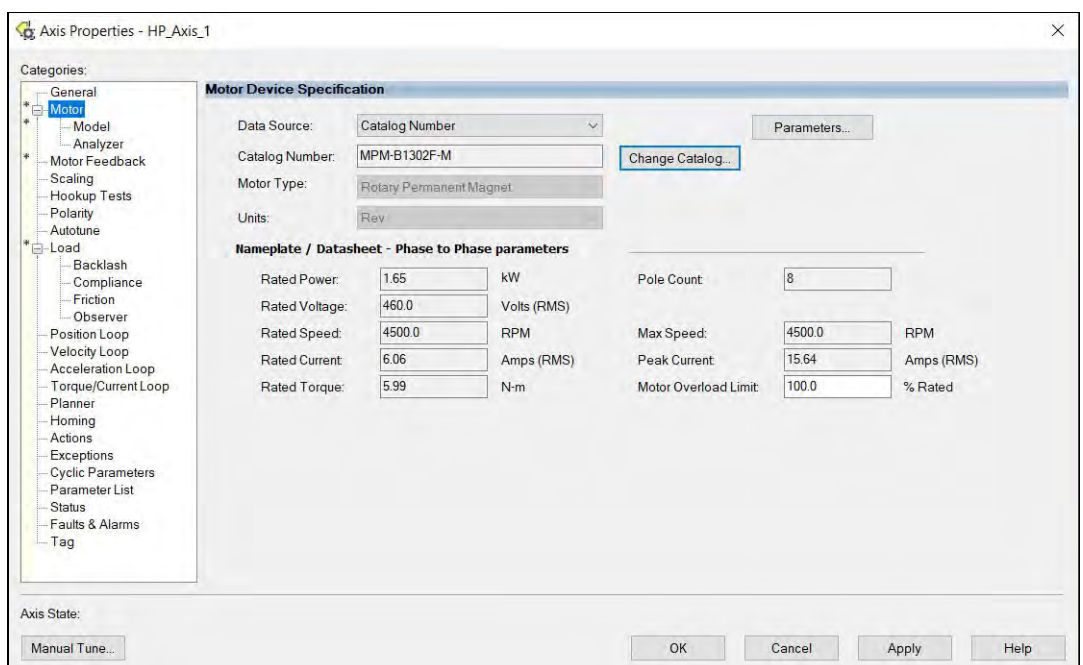 Axis Properties - HP_Axis_1
Categories:
General
* Motor
* Model
Analyzer
* Motor Feedback
Scaling
Hookup Tests
Polarity
Autotune
* Load
Backlash
Compliance
Friction
Observer
Position Loop
Velocity Loop
Acceleration Loop
Torque/Current Loop
Planner
Homing
Actions
Exceptions
Cyclic Parameters
Parameter List
Status
Faults & Alarms
Tag
Motor Device Specification
Data Source: Catalog Number Parameters...
Catalog Number: MPM-B1302F-M Change Catalog...
Motor Type: Rotary Permanent Magnet
Units: Rev
Nameplate / Datasheet - Phase to Phase parameters
Rated Power: 1.65 kW Pole Count: 8
Rated Voltage: 460.0 Volts (RMS)
Rated Speed: 4500.0 RPM Max Speed: 4500.0 RPM
Rated Current: 6.06 Amps (RMS) Peak Current: 15.64 Amps (RMS)
Rated Torque: 5.99 N-m Motor Overload Limit: 100.0 % Rated
Axis State:
Manual Tune... OK Cancel Apply Help